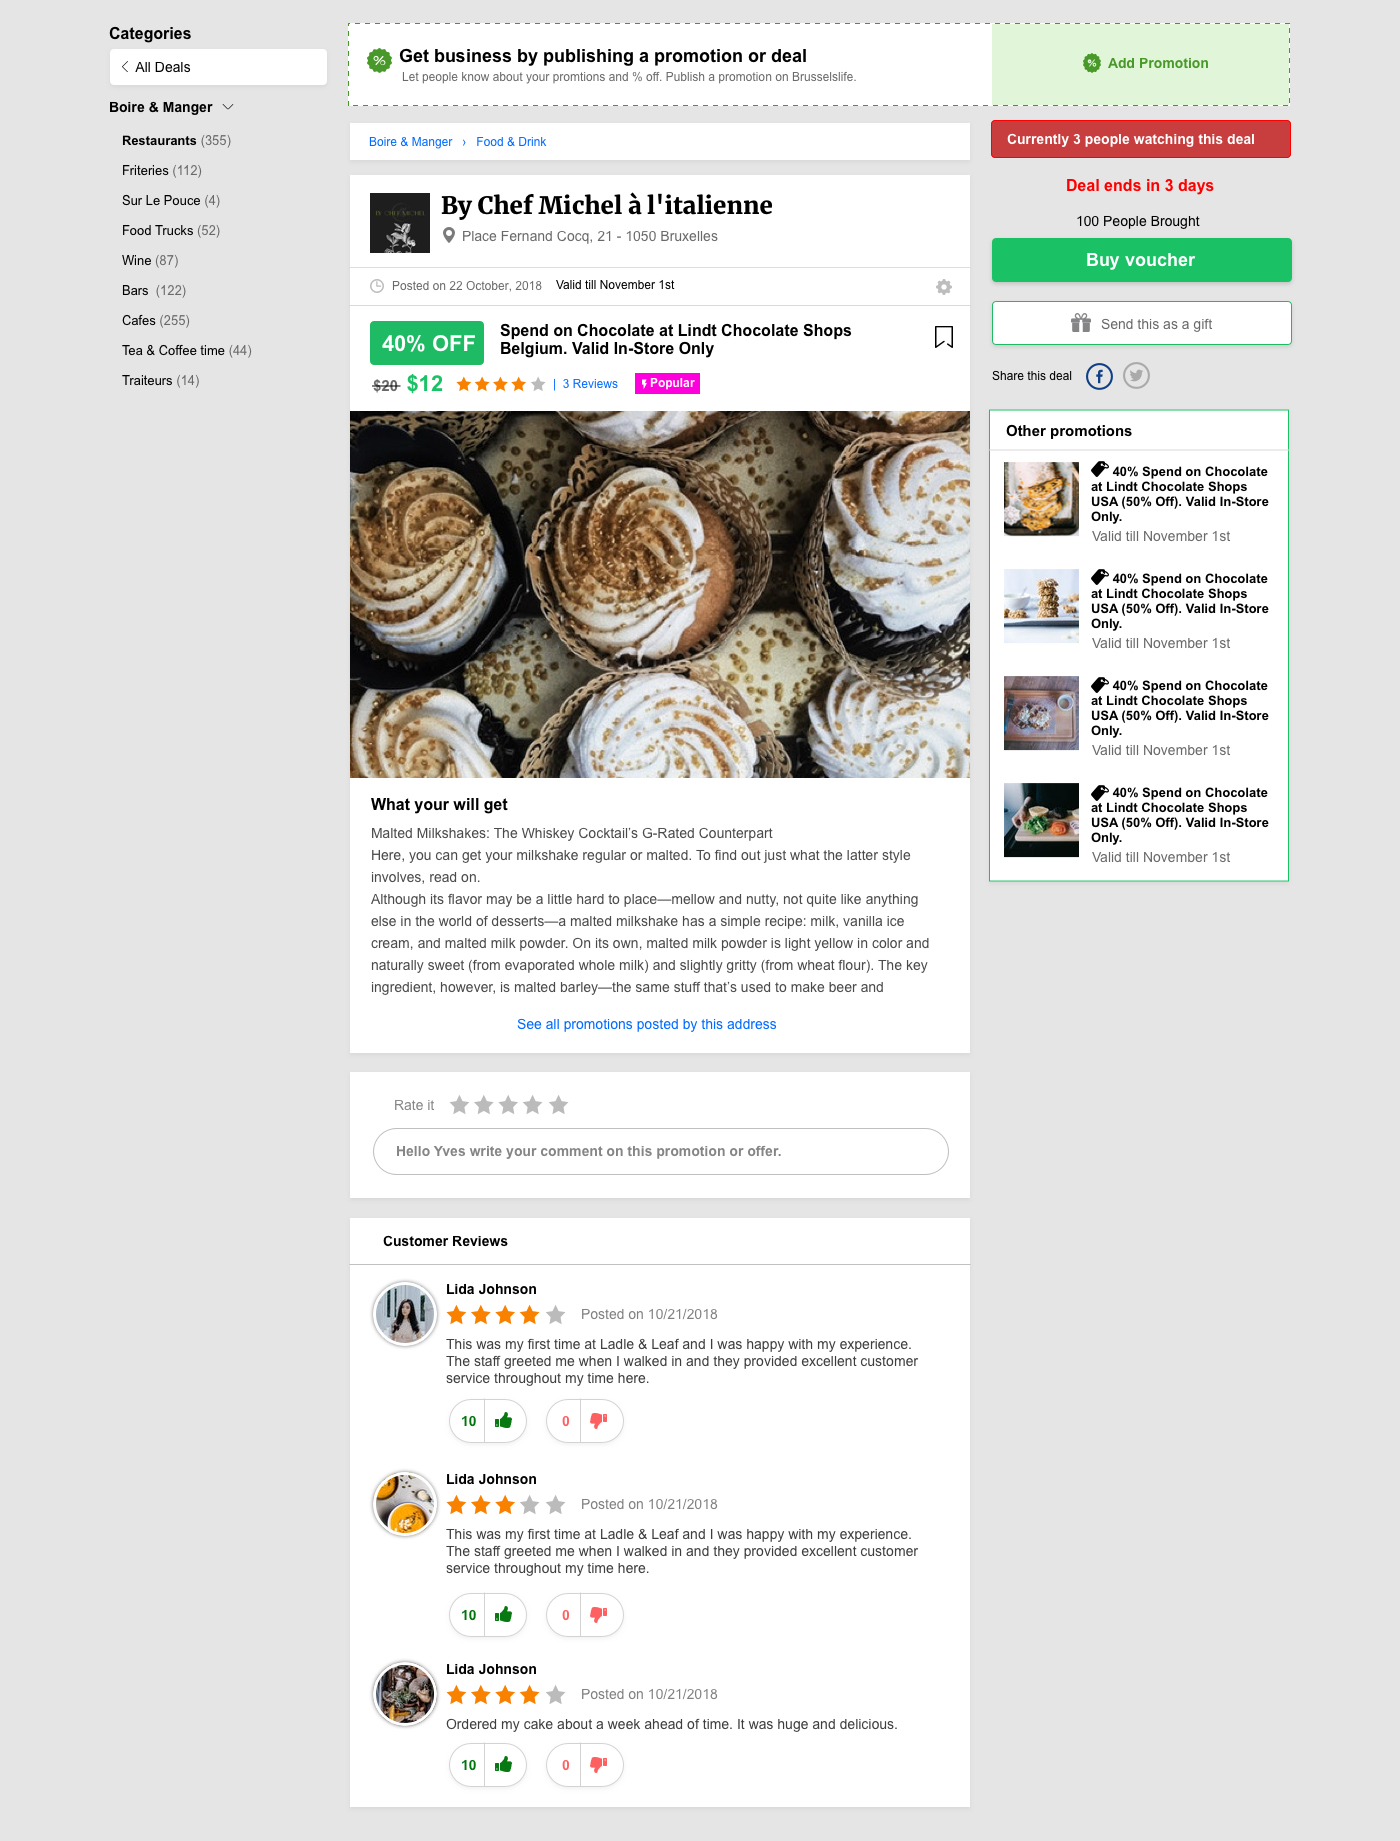 Categories
All Deals
Boire & Manger
Restaurants (355)
Friteries (112)
Sur Le Pouce (4)
Food Trucks (52)
Wine (87)
Bars (122)
Cafes (255)
Tea & Coffee time (44)
Traiteurs (14)
Get business by publishing a promotion or deal
Let people know about your promtions and % off. Publish a promotion on Brusselslife.
Add Promotion
Boire & Manger › Food & Drink
BY CHEF MICHEL
By Chef Michel à l'italienne
Place Fernand Cocq, 21 - 1050 Bruxelles
Posted on 22 October, 2018 Valid till November 1st
40% OFF
Spend on Chocolate at Lindt Chocolate Shops
Belgium. Valid In-Store Only
$20 $12 | 3 Reviews Popular
What your will get
Malted Milkshakes: The Whiskey Cocktail's G-Rated Counterpart
Here, you can get your milkshake regular or malted. To find out just what the latter style
involves, read on.
Although its flavor may be a little hard to place—mellow and nutty, not quite like anything
else in the world of desserts—a malted milkshake has a simple recipe: milk, vanilla ice
cream, and malted milk powder. On its own, malted milk powder is light yellow in color and
naturally sweet (from evaporated whole milk) and slightly gritty (from wheat flour). The key
ingredient, however, is malted barley—the same stuff that's used to make beer and
See all promotions posted by this address
Rate it
Hello Yves write your comment on this promotion or offer.
Customer Reviews
Lida Johnson
Posted on 10/21/2018
This was my first time at Ladle & Leaf and I was happy with my experience.
The staff greeted me when I walked in and they provided excellent customer
service throughout my time here.
10 0
Lida Johnson
Posted on 10/21/2018
This was my first time at Ladle & Leaf and I was happy with my experience.
The staff greeted me when I walked in and they provided excellent customer
service throughout my time here.
10 0
Lida Johnson
Posted on 10/21/2018
Ordered my cake about a week ahead of time. It was huge and delicious.
10 0
Currently 3 people watching this deal
Deal ends in 3 days
100 People Brought
Buy voucher
Send this as a gift
Share this deal
Other promotions
40% Spend on Chocolate
at Lindt Chocolate Shops
USA (50% Off). Valid In-Store
Only.
Valid till November 1st
40% Spend on Chocolate
at Lindt Chocolate Shops
USA (50% Off). Valid In-Store
Only.
Valid till November 1st
40% Spend on Chocolate
at Lindt Chocolate Shops
USA (50% Off). Valid In-Store
Only.
Valid till November 1st
40% Spend on Chocolate
at Lindt Chocolate Shops
USA (50% Off). Valid In-Store
Only.
Valid till November 1st